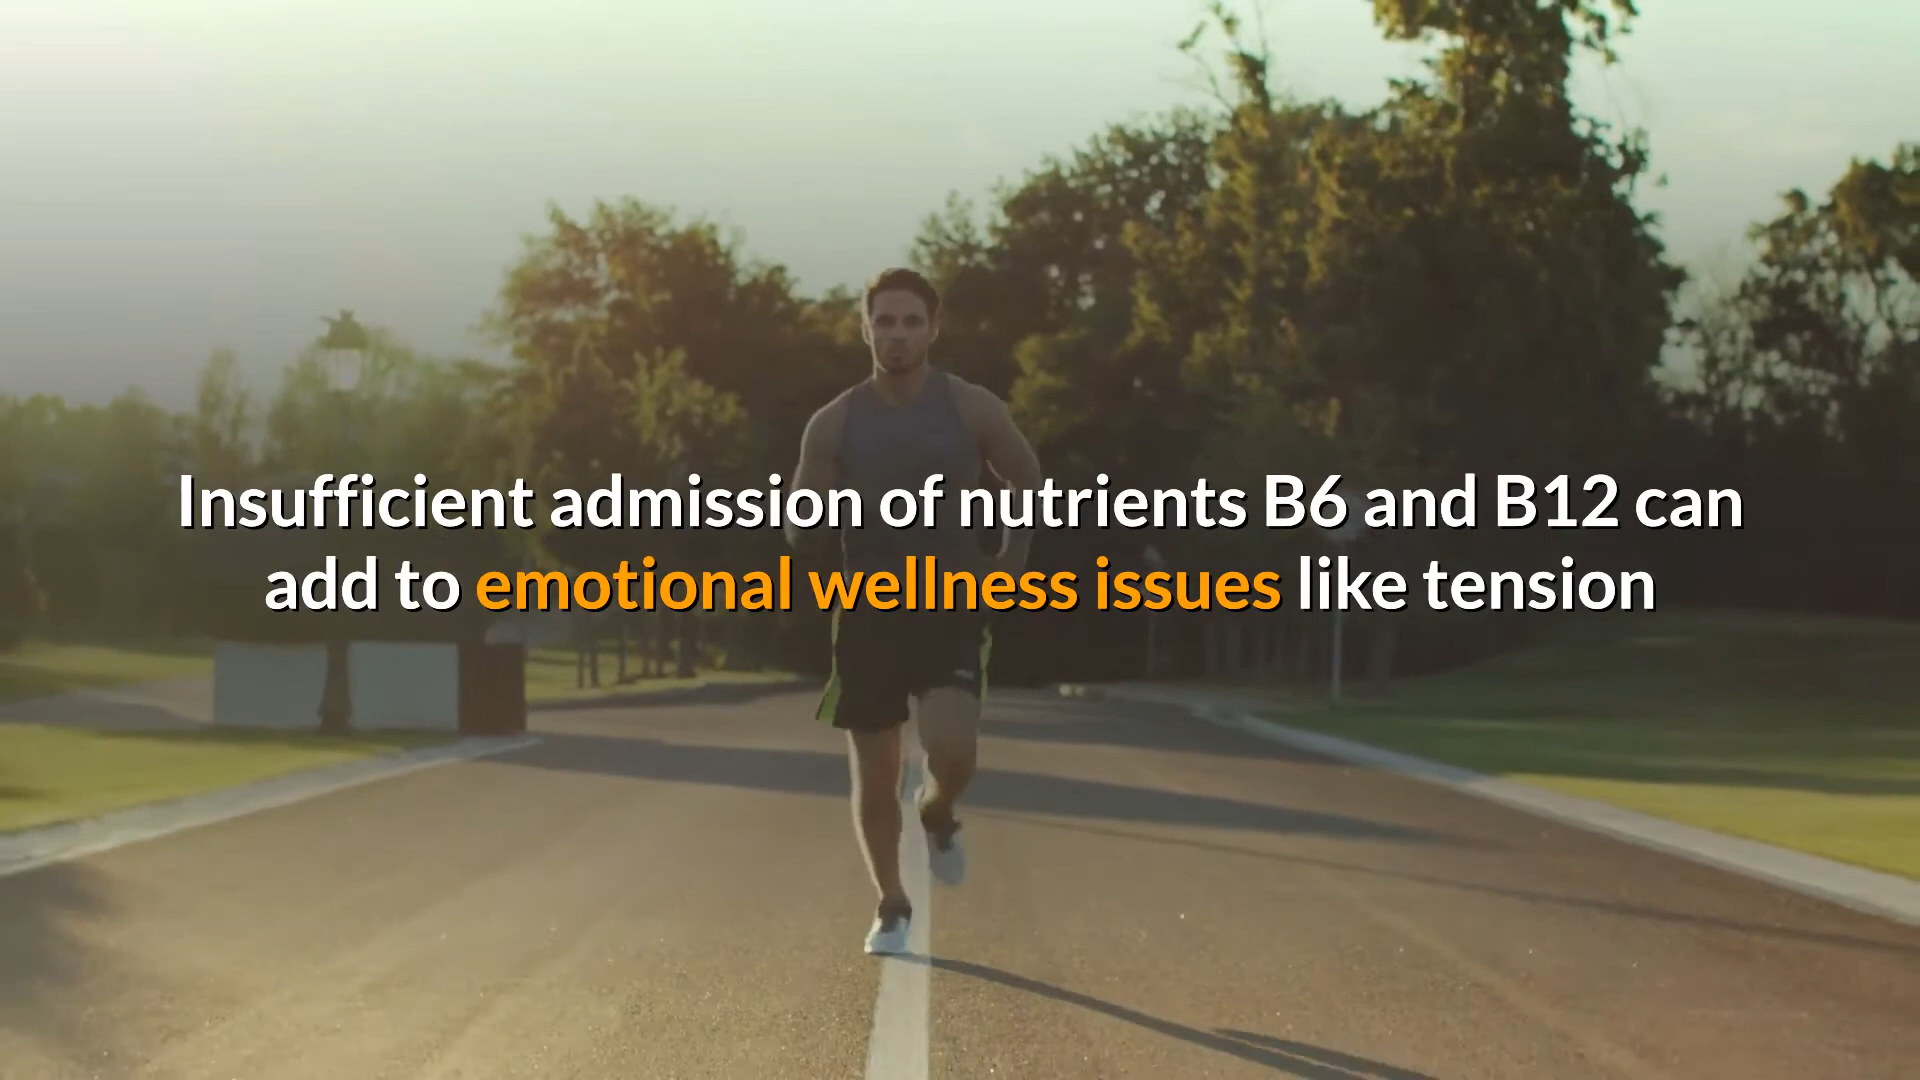 Insufficient admission of nutrients B6 and B12 can
add to emotional wellness issues like tension